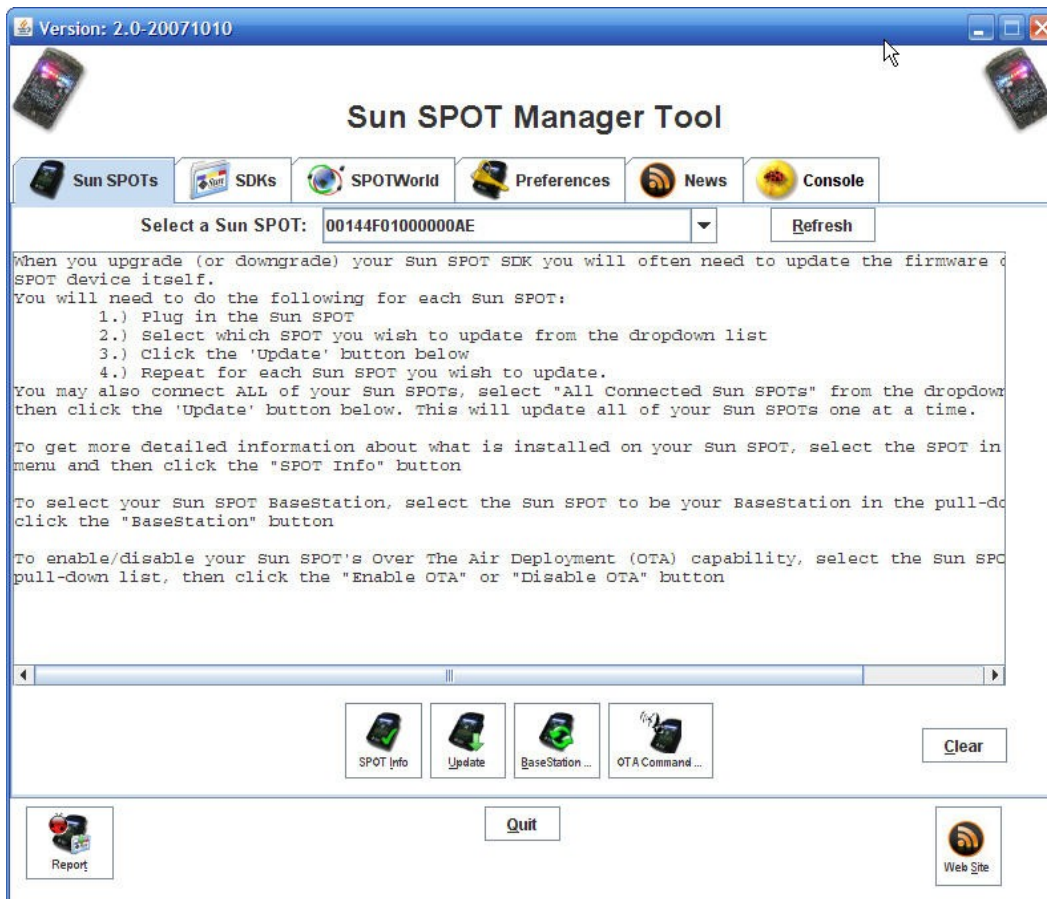 Version: 2.0-20071010
Sun SPOT Manager Tool
Sun SPOTs
Sun
SDKs
SPOTWorld
Preferences
News
Console
Select a Sun SPOT: 00144F01000000AE Refresh
When you upgrade (or downgrade) your Sun SPOT SDK you will often need to update the firmware
SPOT device itself.
You will need to do the following for each Sun SPOT:
1.) Plug in the Sun SPOT
2.) Select which SPOT you wish to update from the dropdown list
3.) Click the 'Update' button below
4.) Repeat for each Sun SPOT you wish to update.
You may also connect ALL of your Sun SPOTs, select "All Connected Sun SPOTs" from the dropdown
then click the 'Update' button below. This will update all of your Sun SPOTs one at a time.
To get more detailed information about what is installed on your Sun SPOT, select the SPOT in
menu and then click the "SPOT Info" button
To select your Sun SPOT BaseStation, select the Sun SPOT to be your BaseStation in the pull-do
click the "BaseStation" button
To enable/disable your Sun SPOT's Over The Air Deployment (OTA) capability, select the Sun SPO
pull-down list, then click the "Enable OTA" or "Disable OTA" button
SPOT Info
Update
BaseStation ...
OTA Command ...
Clear
Report
Quit
Web Site